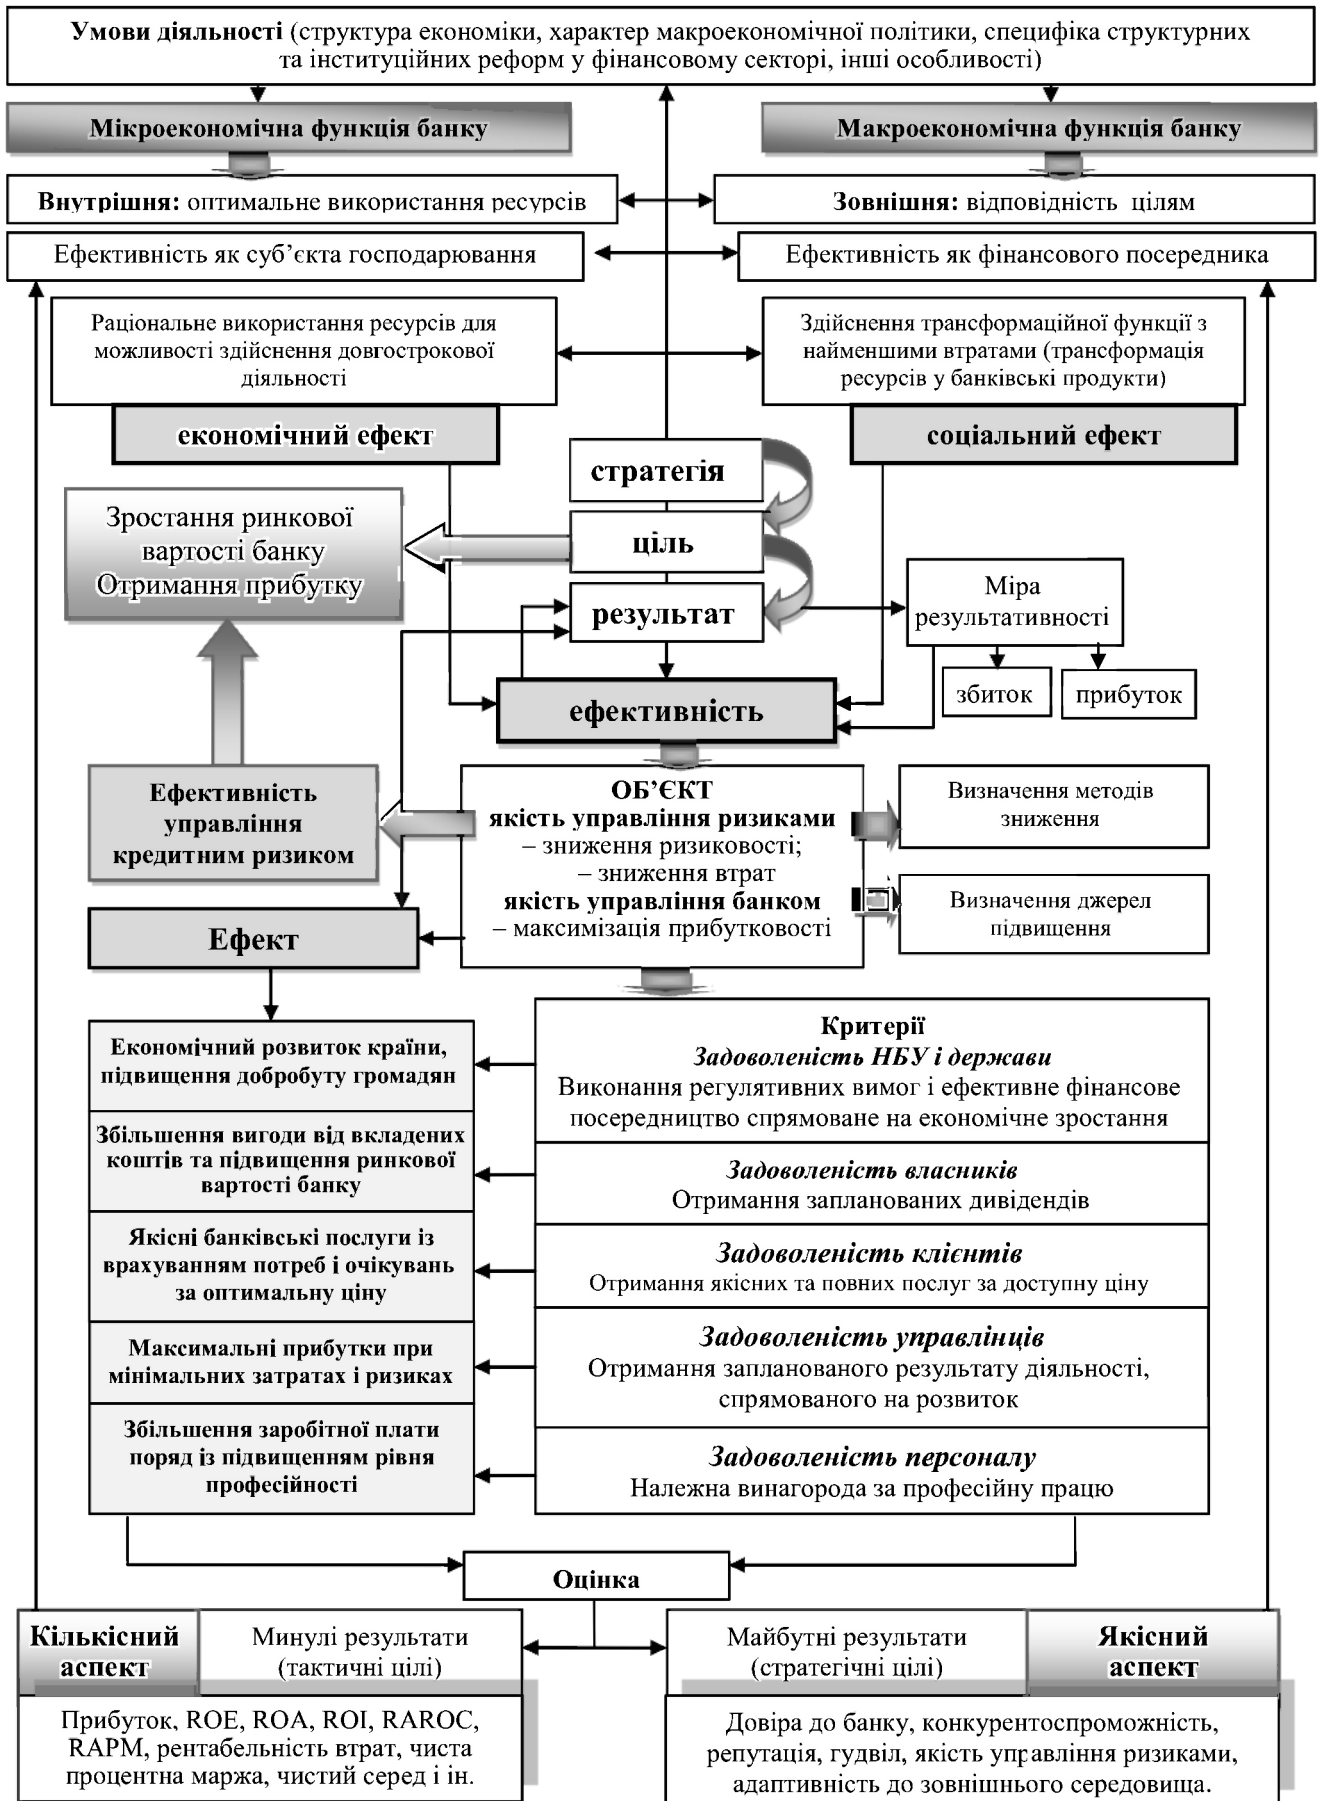 Умови діяльності (структура економіки, характер макроекономічної політики, специфіка структурних
та інституційних реформ у фінансовому секторі, інші особливості)
Мікроекономічна функція банку
Макроекономічна функція банку
Внутрішня: оптимальне використання ресурсів
Зовнішня: відповідність цілям
Ефективність як суб’єкта господарювання
Ефективність як фінансового посередника
Раціональне використання ресурсів для
можливості здійснення довгострокової
діяльності
Здійснення трансформаційної функції з
найменшими втратами (трансформація
ресурсів у банківські продукти)
економічний ефект
соціальний ефект
стратегія
Зростання ринкової
вартості банку
Отримання прибутку
ціль
результат
Міра
результативності
збиток
прибуток
ефективність
Ефективність
управління
кредитним ризиком
ОБ’ЄКТ
якість управління ризиками
– зниження ризиковості;
– зниження втрат
якість управління банком
– максимізація прибутковості
Визначення методів
зниження
Визначення джерел
підвищення
Ефект
Економічний розвиток країни,
підвищення добробуту громадян
Збільшення вигоди від вкладених
коштів та підвищення ринкової
вартості банку
Якісні банківські послуги із
врахуванням потреб і очікувань
за оптимальну ціну
Максимальні прибутки при
мінімальних затратах і ризиках
Збільшення заробітної плати
поряд із підвищенням рівня
професійності
Критерії
Задоволеність НБУ і держави
Виконання регулятивних вимог і ефективне фінансове
посередництво спрямоване на економічне зростання
Задоволеність власників
Отримання запланованих дивідендів
Задоволеність клієнтів
Отримання якісних та повних послуг за доступну ціну
Задоволеність управлінців
Отримання запланованого результату діяльності,
спрямованого на розвиток
Задоволеність персоналу
Належна винагорода за професійну працю
Оцінка
Кількісний
аспект
Минулі результати
(тактичні цілі)
Майбутні результати
(стратегічні цілі)
Якісний
аспект
Прибуток, ROE, ROA, ROI, RAROC,
RAPM, рентабельність втрат, чиста
процентна маржа, чистий серед і ін.
Довіра до банку, конкурентоспроможність,
репутація, гудвіл, якість управління ризиками,
адаптивність до зовнішнього середовища.